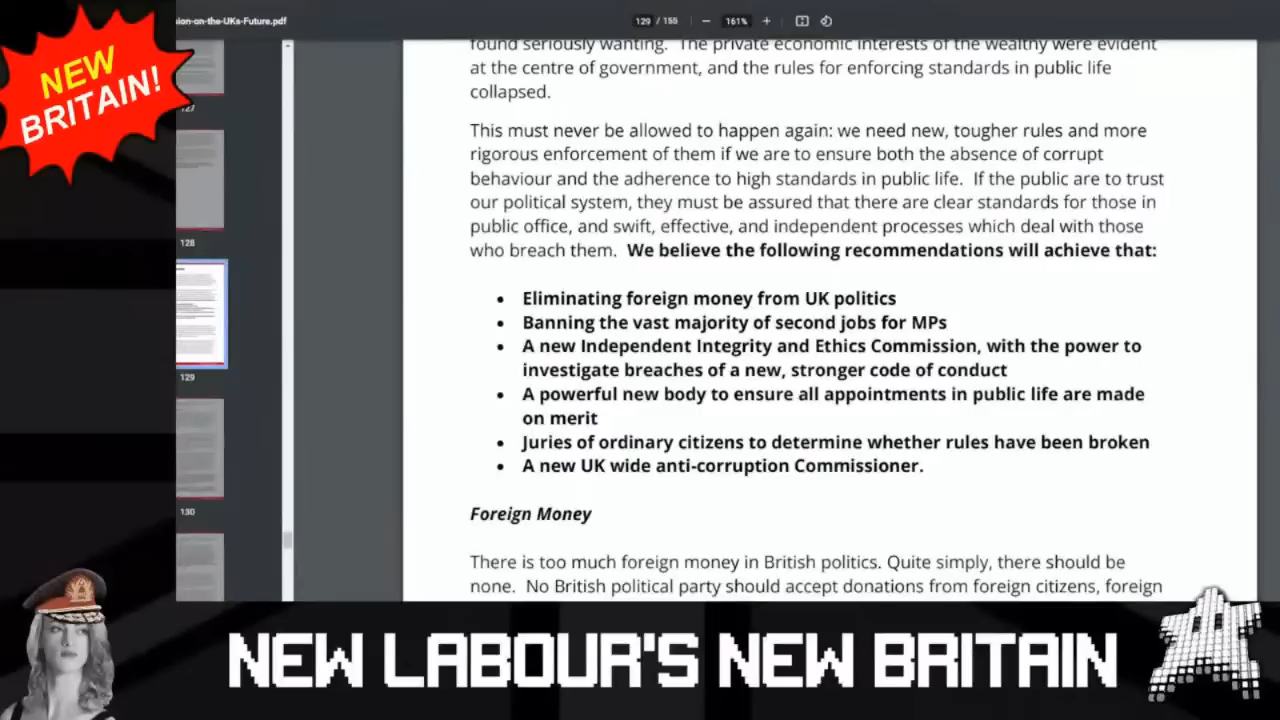 sion-on-the-UKs-Future.pdf
129 / 155
161%
NEW
BRITAIN!
127
128
129
130
found seriously wanting. The private economic interests of the wealthy were evident
at the centre of government, and the rules for enforcing standards in public life
collapsed.
This must never be allowed to happen again: we need new, tougher rules and more
rigorous enforcement of them if we are to ensure both the absence of corrupt
behaviour and the adherence to high standards in public life. If the public are to trust
our political system, they must be assured that there are clear standards for those in
public office, and swift, effective, and independent processes which deal with those
who breach them. We believe the following recommendations will achieve that:
• Eliminating foreign money from UK politics
• Banning the vast majority of second jobs for MPs
• A new Independent Integrity and Ethics Commission, with the power to
investigate breaches of a new, stronger code of conduct
• A powerful new body to ensure all appointments in public life are made
on merit
• Juries of ordinary citizens to determine whether rules have been broken
• A new UK wide anti-corruption Commissioner.
Foreign Money
There is too much foreign money in British politics. Quite simply, there should be
none. No British political party should accept donations from foreign citizens, foreign
NEW LABOUR'S NEW BRITAIN